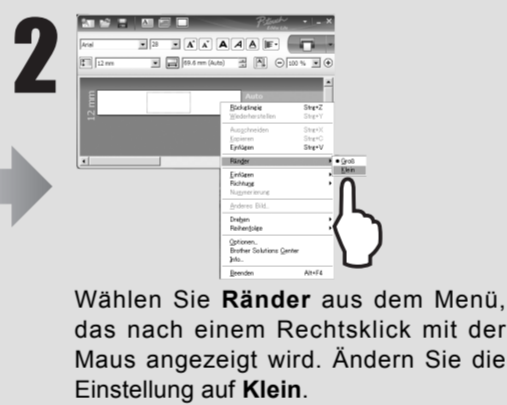 2
P-touch
Arial 28 A A A A A
12 mm 69.6 mm (Auto) 100 %
12 mm
Auto
Rückgängig Strg+Z
Wiederherstellen Strg+Y
Ausschneiden Strg+X
Kopieren Strg+C
Einfügen Strg+V
Ränder
Groß
Klein
Einfügen
Richtung
Nummerierung
Anderes Bild...
Drehen
Reihenfolge
Optionen...
Brother Solutions Center
Info...
Beenden Alt+F4
Wählen Sie Ränder aus dem Menü,
das nach einem Rechtsklick mit der
Maus angezeigt wird. Ändern Sie die
Einstellung auf Klein.